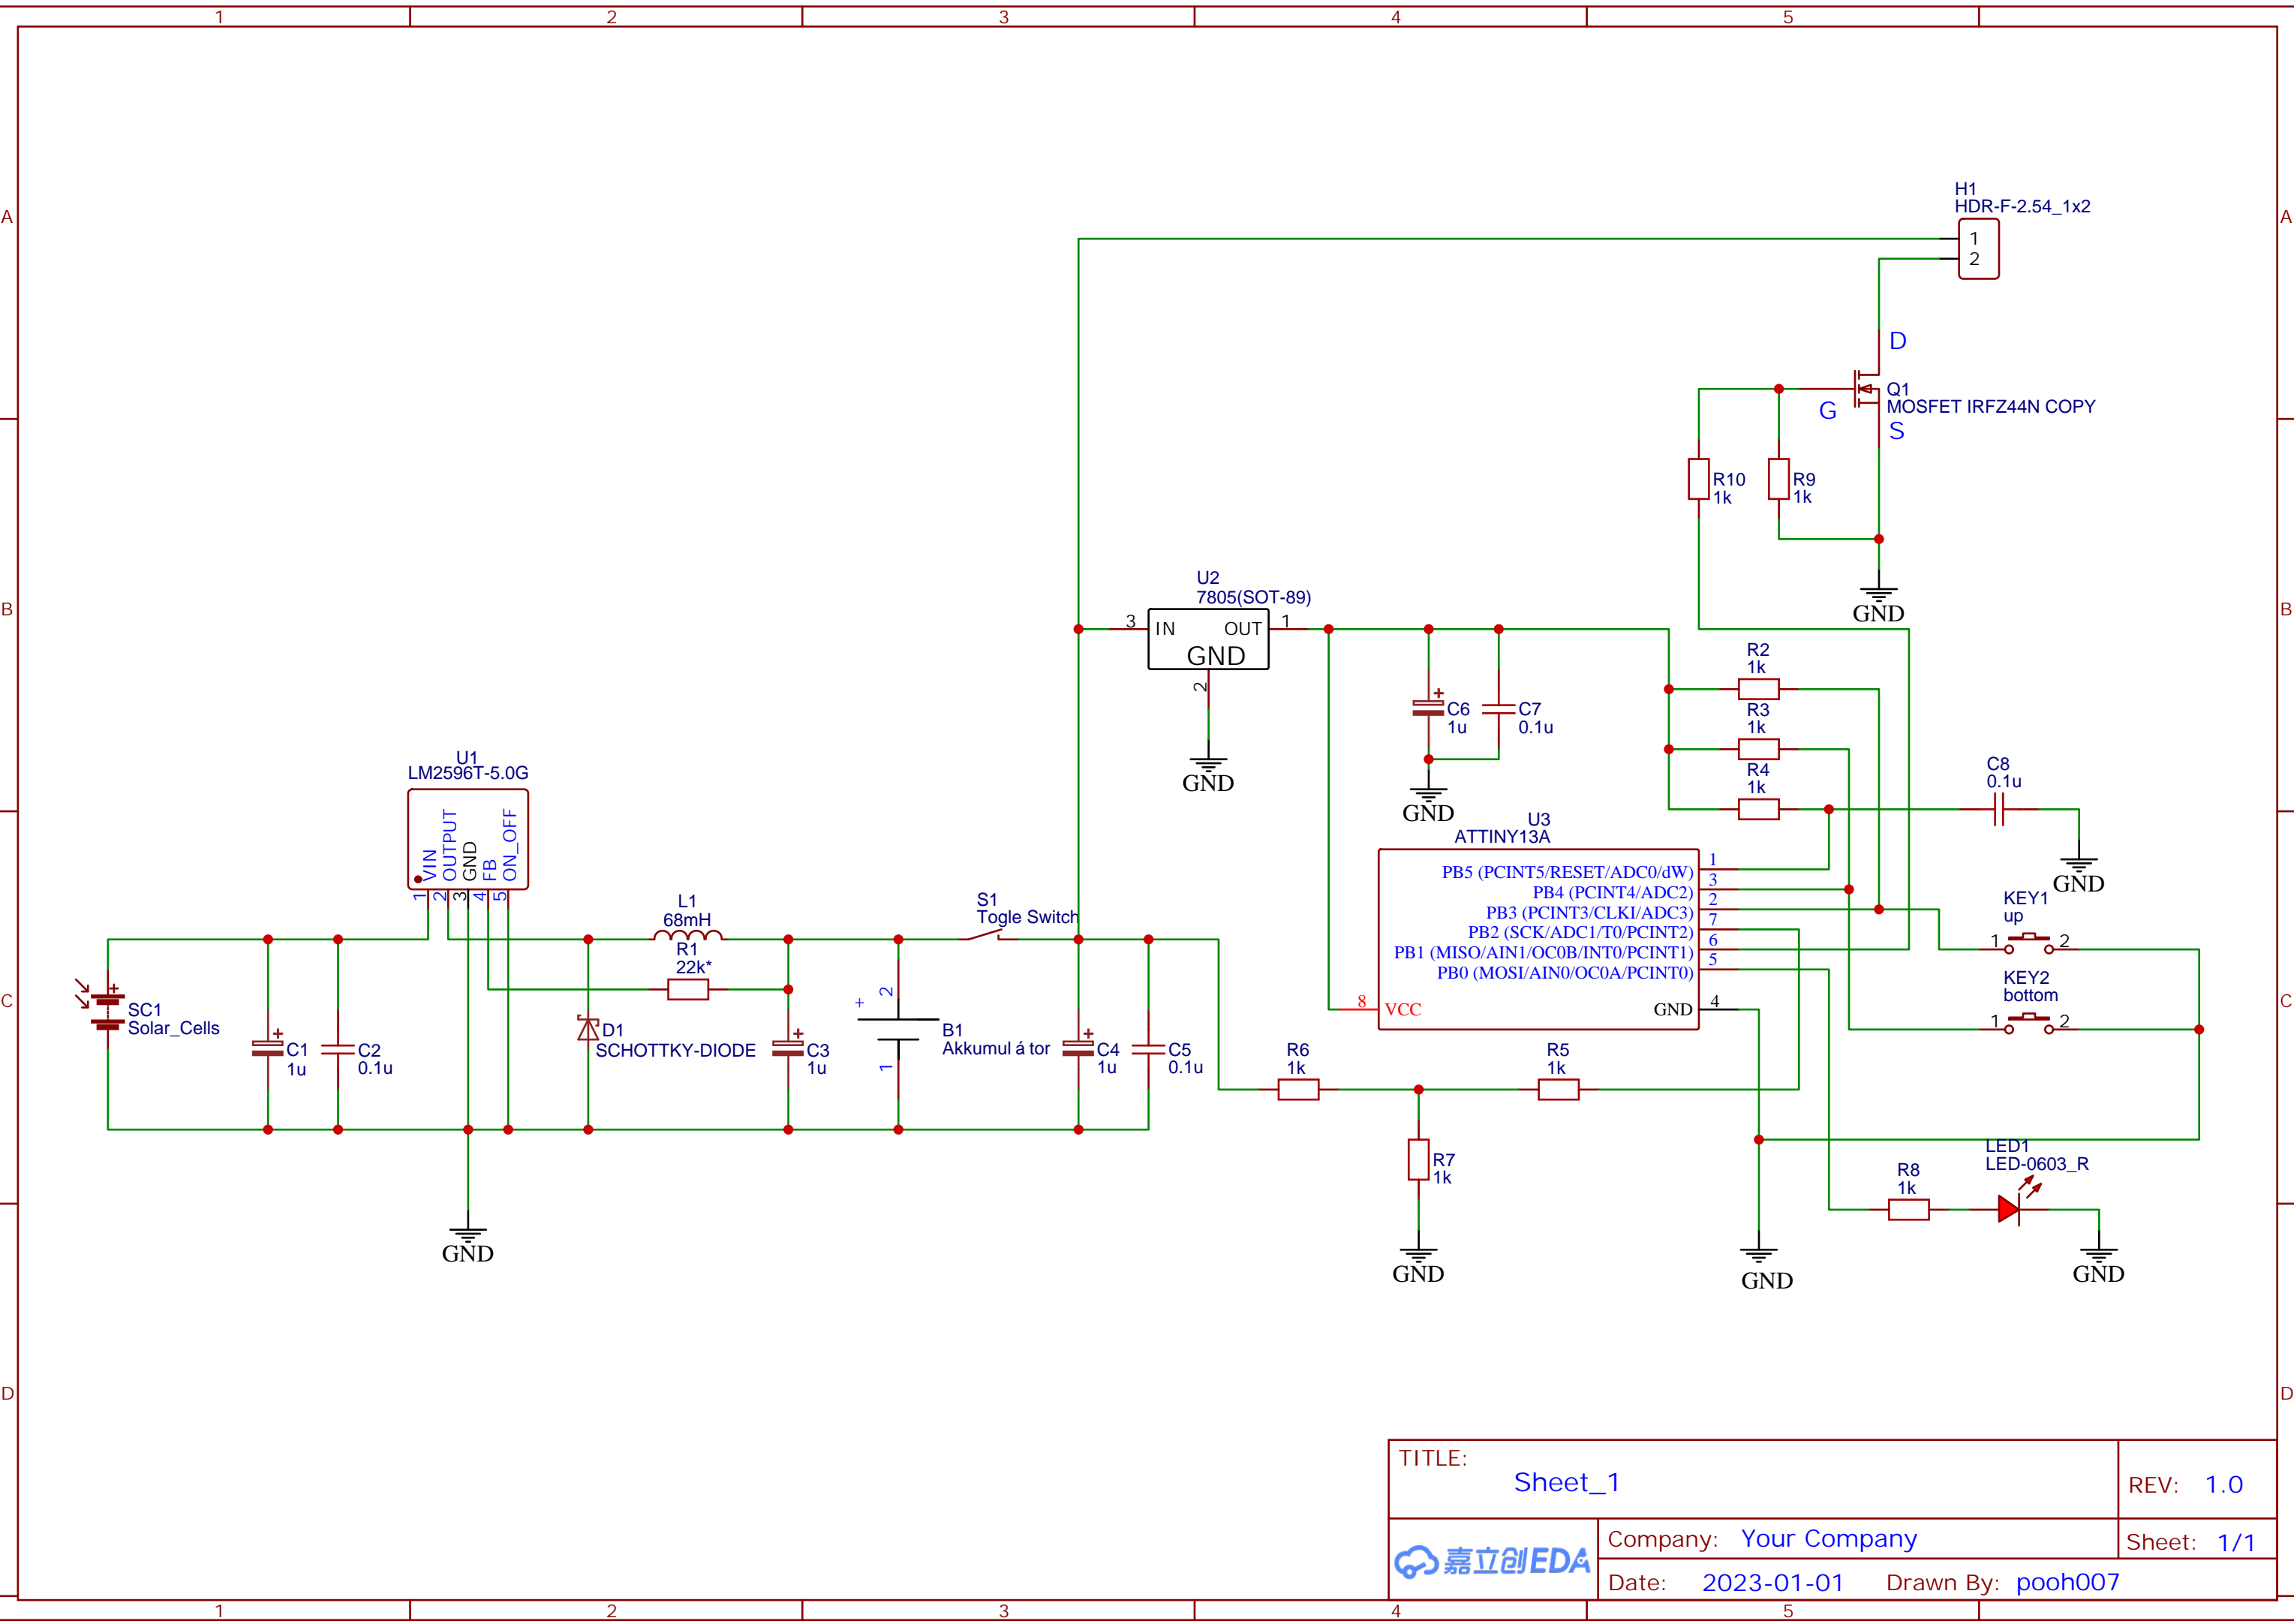 1 2 3 4 5
A A
H1
HDR-F-2.54_1x2
1
2
D
Q1
MOSFET IRFZ44N COPY
G
S
R10
1k
R9
1k
GND
B B
U2
7805(SOT-89)
3 IN OUT 1
GND
2
GND
C6
1u
C7
0.1u
GND
R2
1k
R3
1k
R4
1k
C8
0.1u
GND
U1
LM2596T-5.0G
VIN
OUTPUT
GND
FB
ON_OFF
1
2
3
4
5
U3
ATTINY13A
PB5 (PCINT5/RESET/ADC0/dW) 1
PB4 (PCINT4/ADC2) 3
PB3 (PCINT3/CLKI/ADC3) 2
PB2 (SCK/ADC1/T0/PCINT2) 7
PB1 (MISO/AIN1/OC0B/INT0/PCINT1) 6
PB0 (MOSI/AIN0/OC0A/PCINT0) 5
8 VCC GND 4
KEY1
up
1 2
KEY2
bottom
1 2
C C
L1
68mH
R1
22k*
S1
Togle Switch
+
SC1
Solar_Cells
C1
1u
C2
0.1u
D1
SCHOTTKY-DIODE
C3
1u
+
2
1
B1
Akkumul á tor
C4
1u
C5
0.1u
R6
1k
R5
1k
R7
1k
GND
GND
GND
R8
1k
LED1
LED-0603_R
GND
D D
TITLE:
Sheet_1
REV: 1.0
嘉立创EDA
Company: Your Company
Sheet: 1/1
Date: 2023-01-01 Drawn By: pooh007
1 2 3 4 5